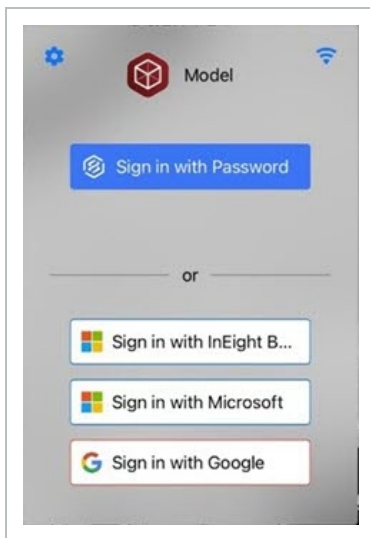 Model
Sign in with Password
or
Sign in with InEight B...
Sign in with Microsoft
Sign in with Google